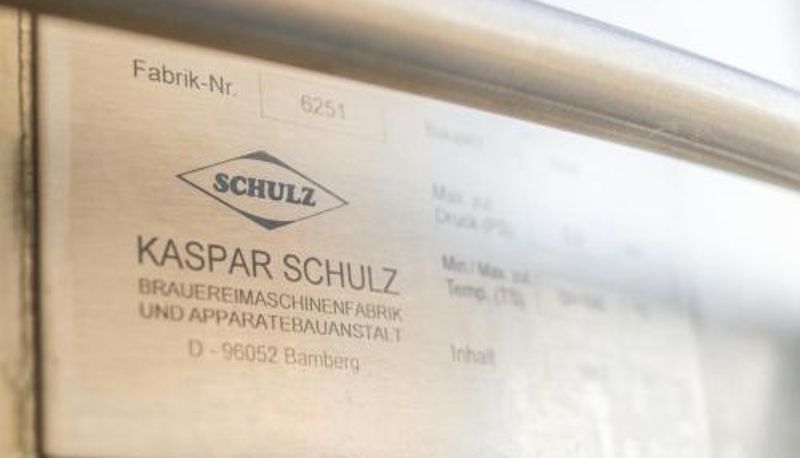 Fabrik-Nr. 6251
SCHULZ
KASPAR SCHULZ
BRAUEREIMASCHINENFABRIK
UND APPARATEBAUANSTALT
D - 96052 Bamberg
Max. zul.
Druck (PS)
Min / Max. zul.
Temp. (TS)
Inhalt